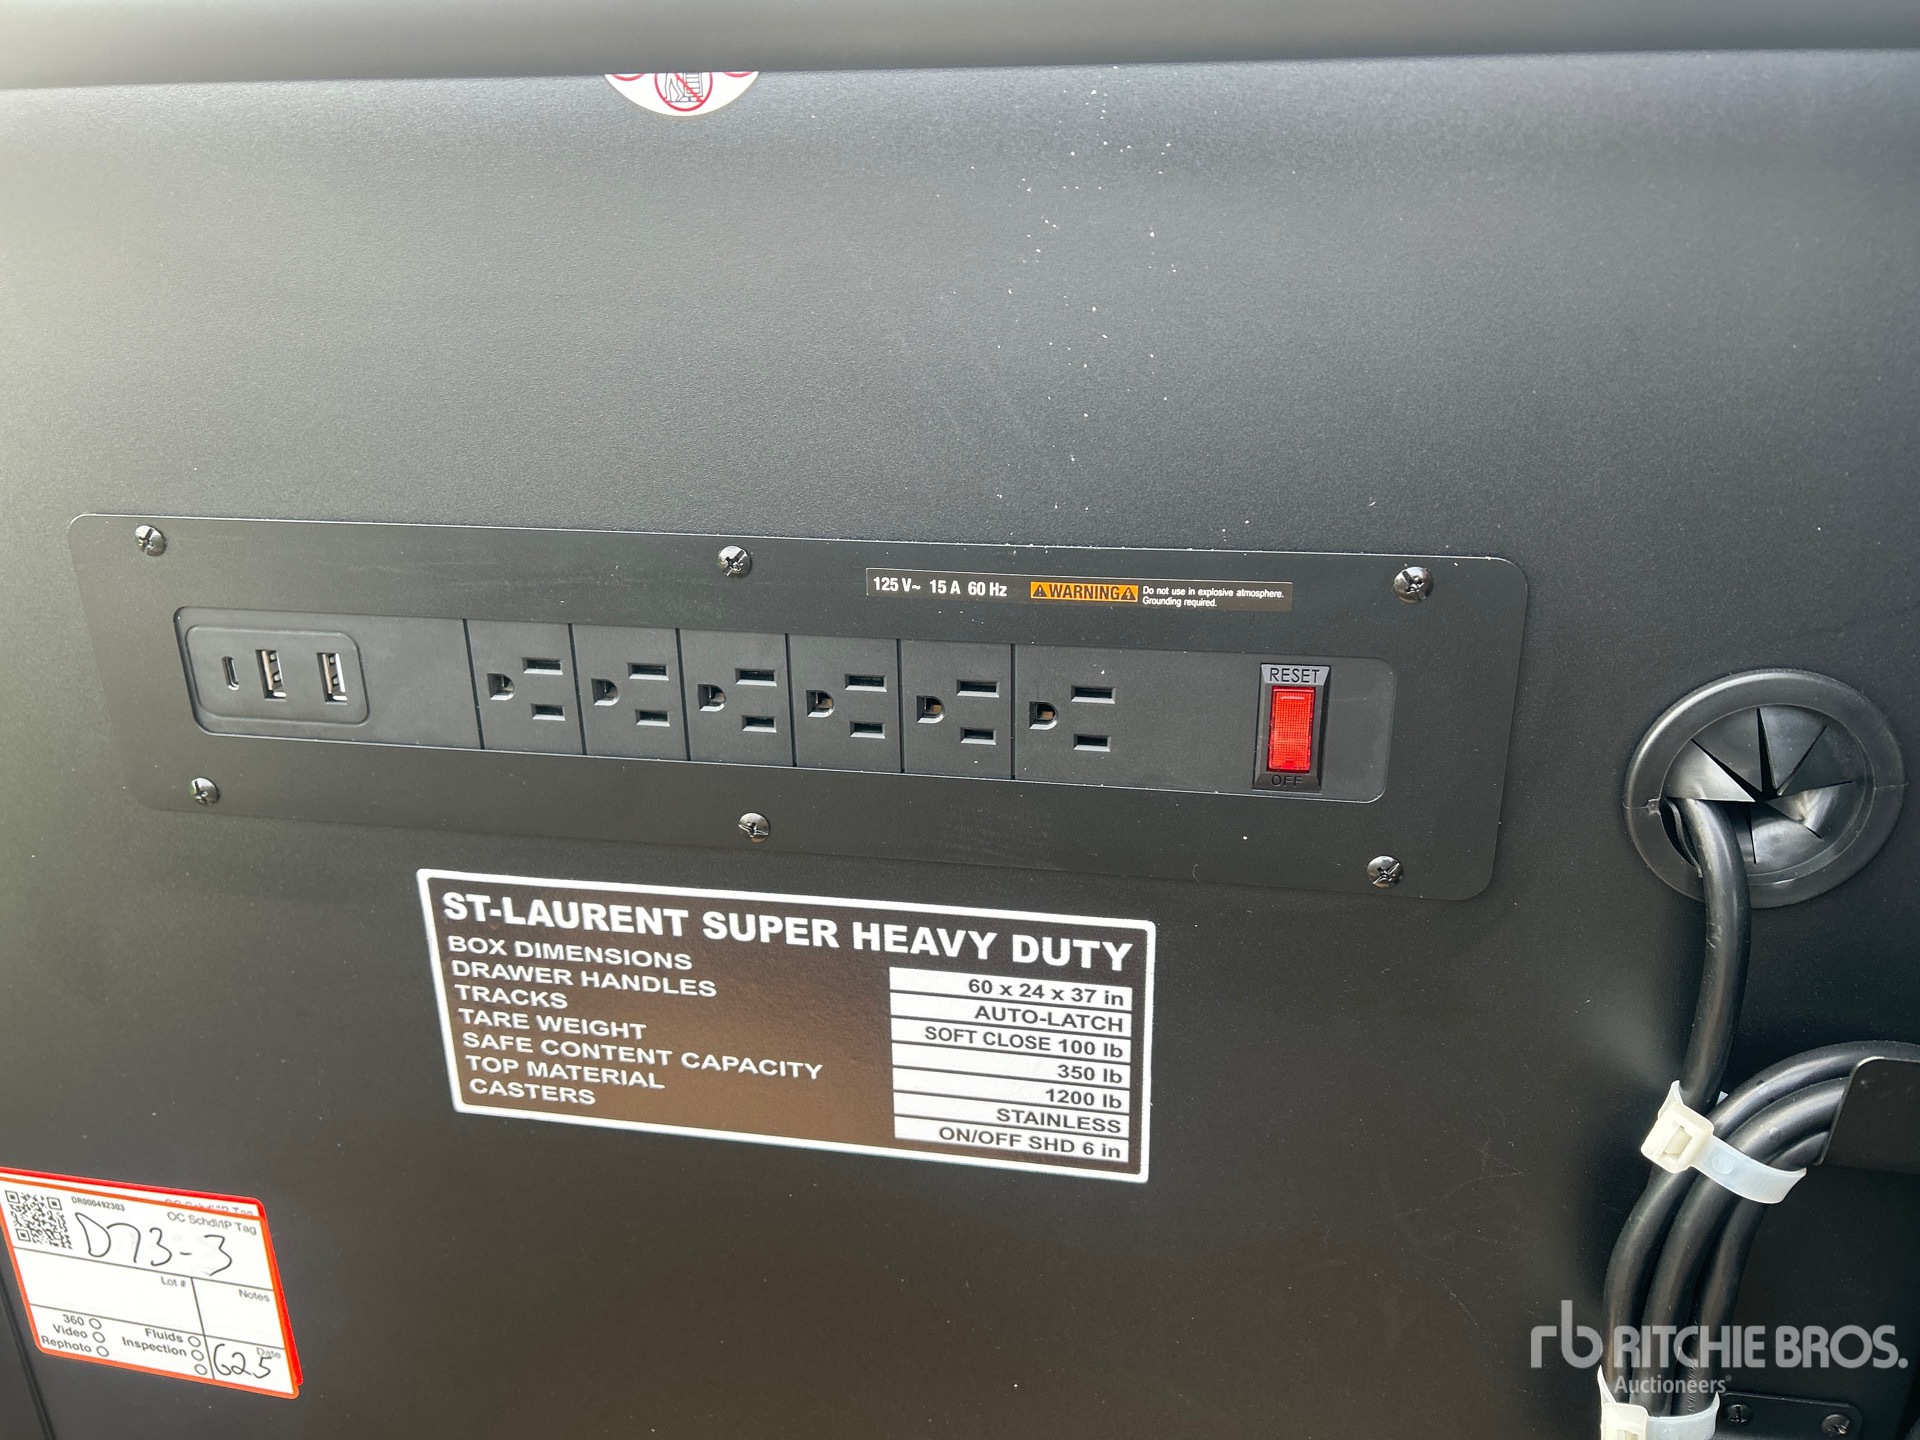 125 V~ 15 A 60 Hz
WARNING
Do not use in explosive atmosphere.
Grounding required.
RESET
OFF
ST-LAURENT SUPER HEAVY DUTY
BOX DIMENSIONS 60 x 24 x 37 in
DRAWER HANDLES AUTO-LATCH
TRACKS SOFT CLOSE 100 lb
TARE WEIGHT 350 lb
SAFE CONTENT CAPACITY 1200 lb
TOP MATERIAL STAINLESS
CASTERS ON/OFF SHD 6 in
DR000492303
OC Schdl/IP Tag
D73-3
Lot #
Notes
360
Video
Rephoto
Fluids
Inspection
Date
625
rb RITCHIE BROS.
Auctioneers